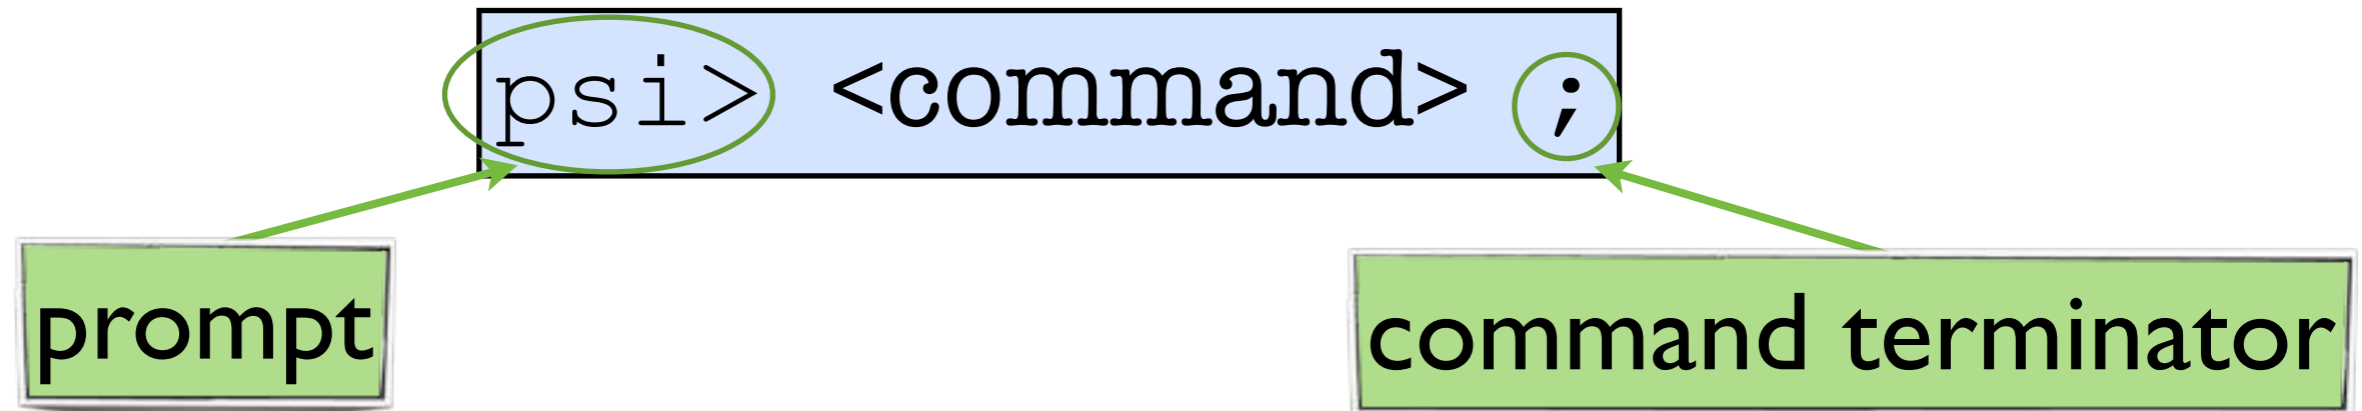 psi> <command> ;
prompt
command terminator